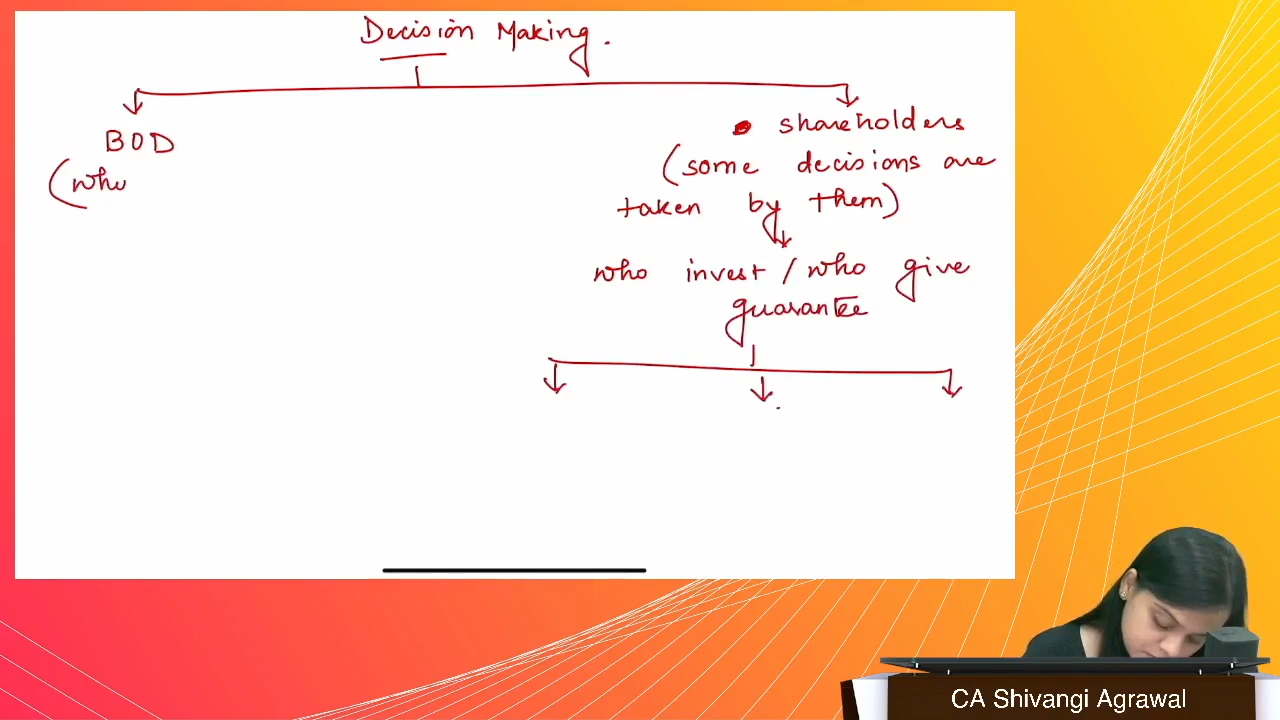 Decision Making.
BOD
(who
shareholders
(some decisions are
taken by them)
who invest / who give
guarantee
CA Shivangi Agrawal